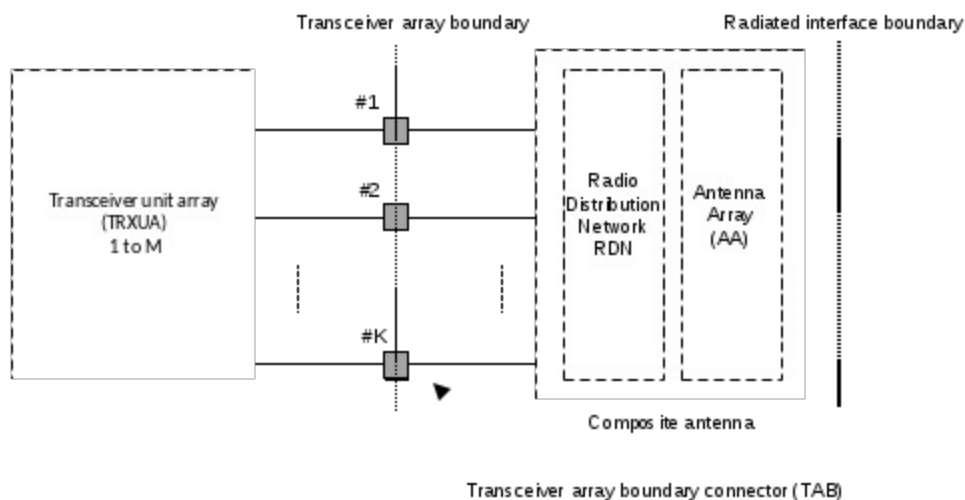 Transceiver array boundary
Radiated interface boundary
#1
#2
#K
Transceiver unit array
(TRXUA)
1 to M
Radio
Distribution
Network
RDN
Antenna
Array
(AA)
Composite antenna
Transceiver array boundary connector (TAB)